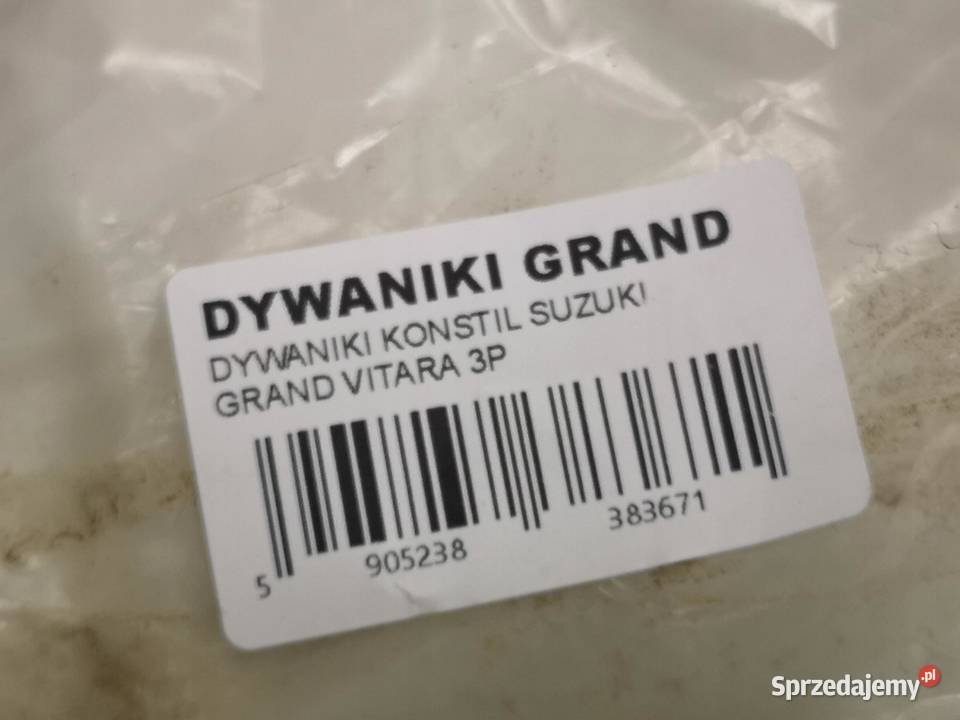 DYWANIKI GRAND
DYWANIKI KONSTIL SUZUKI
GRAND VITARA 3P
5 905238 383671
Sprzedajemy.pl